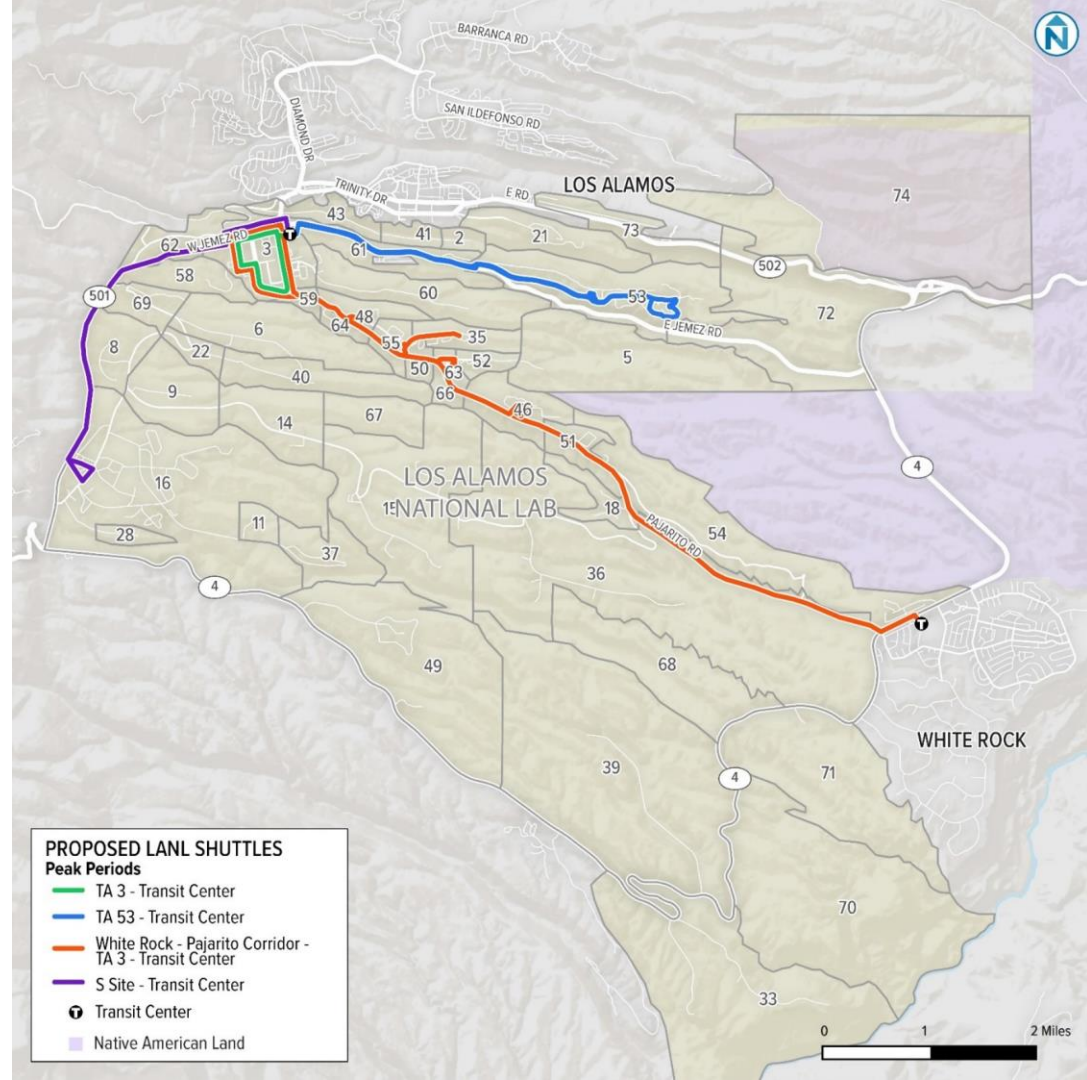 N
BARRANCA RD
DIAMOND DR
SAN ILDEFONSO RD
TRINITY DR
E RD
LOS ALAMOS
74
43
41
2
21
73
62
W JEMEZ RD
3
T
61
502
58
501
59
60
53
72
69
6
64
48
E JEMEZ RD
8
22
55
35
5
50
52
63
9
40
66
46
14
67
51
4
LOS ALAMOS
NATIONAL LAB
16
15
18
PAJARITO RD
54
28
11
37
36
4
T
49
68
WHITE ROCK
39
4
71
70
33
PROPOSED LANL SHUTTLES
Peak Periods
TA 3 - Transit Center
TA 53 - Transit Center
White Rock - Pajarito Corridor -
TA 3 - Transit Center
S Site - Transit Center
T Transit Center
Native American Land
0 1 2 Miles